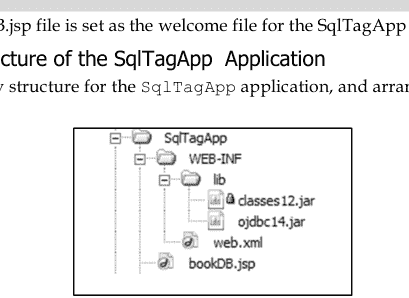 3.jsp file is set as the welcome file for the SqlTagApp
cture of the SqlTagApp Application
y structure for the SqlTagApp application, and arran
SqlTagApp
WEB-INF
lib
classes12.jar
ojdbc14.jar
web.xml
bookDB.jsp